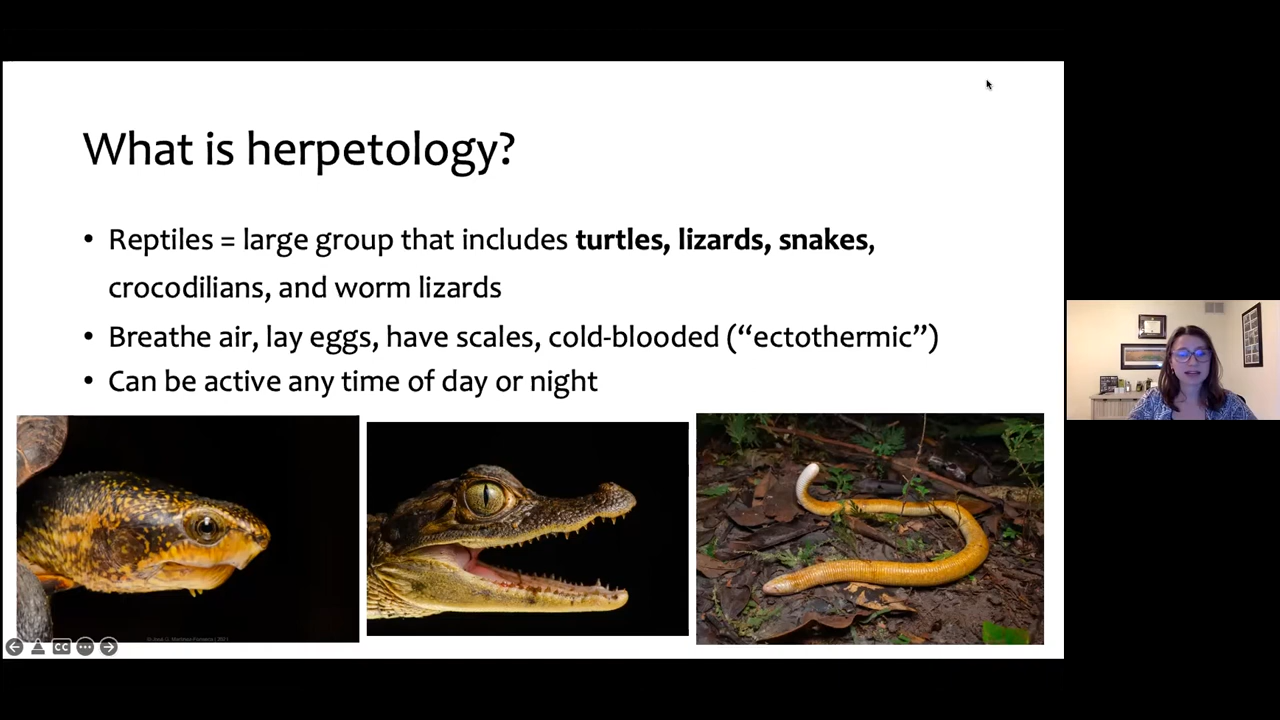 What is herpetology?
• Reptiles = large group that includes turtles, lizards, snakes,
crocodilians, and worm lizards
• Breathe air, lay eggs, have scales, cold-blooded (“ectothermic”)
• Can be active any time of day or night
CC